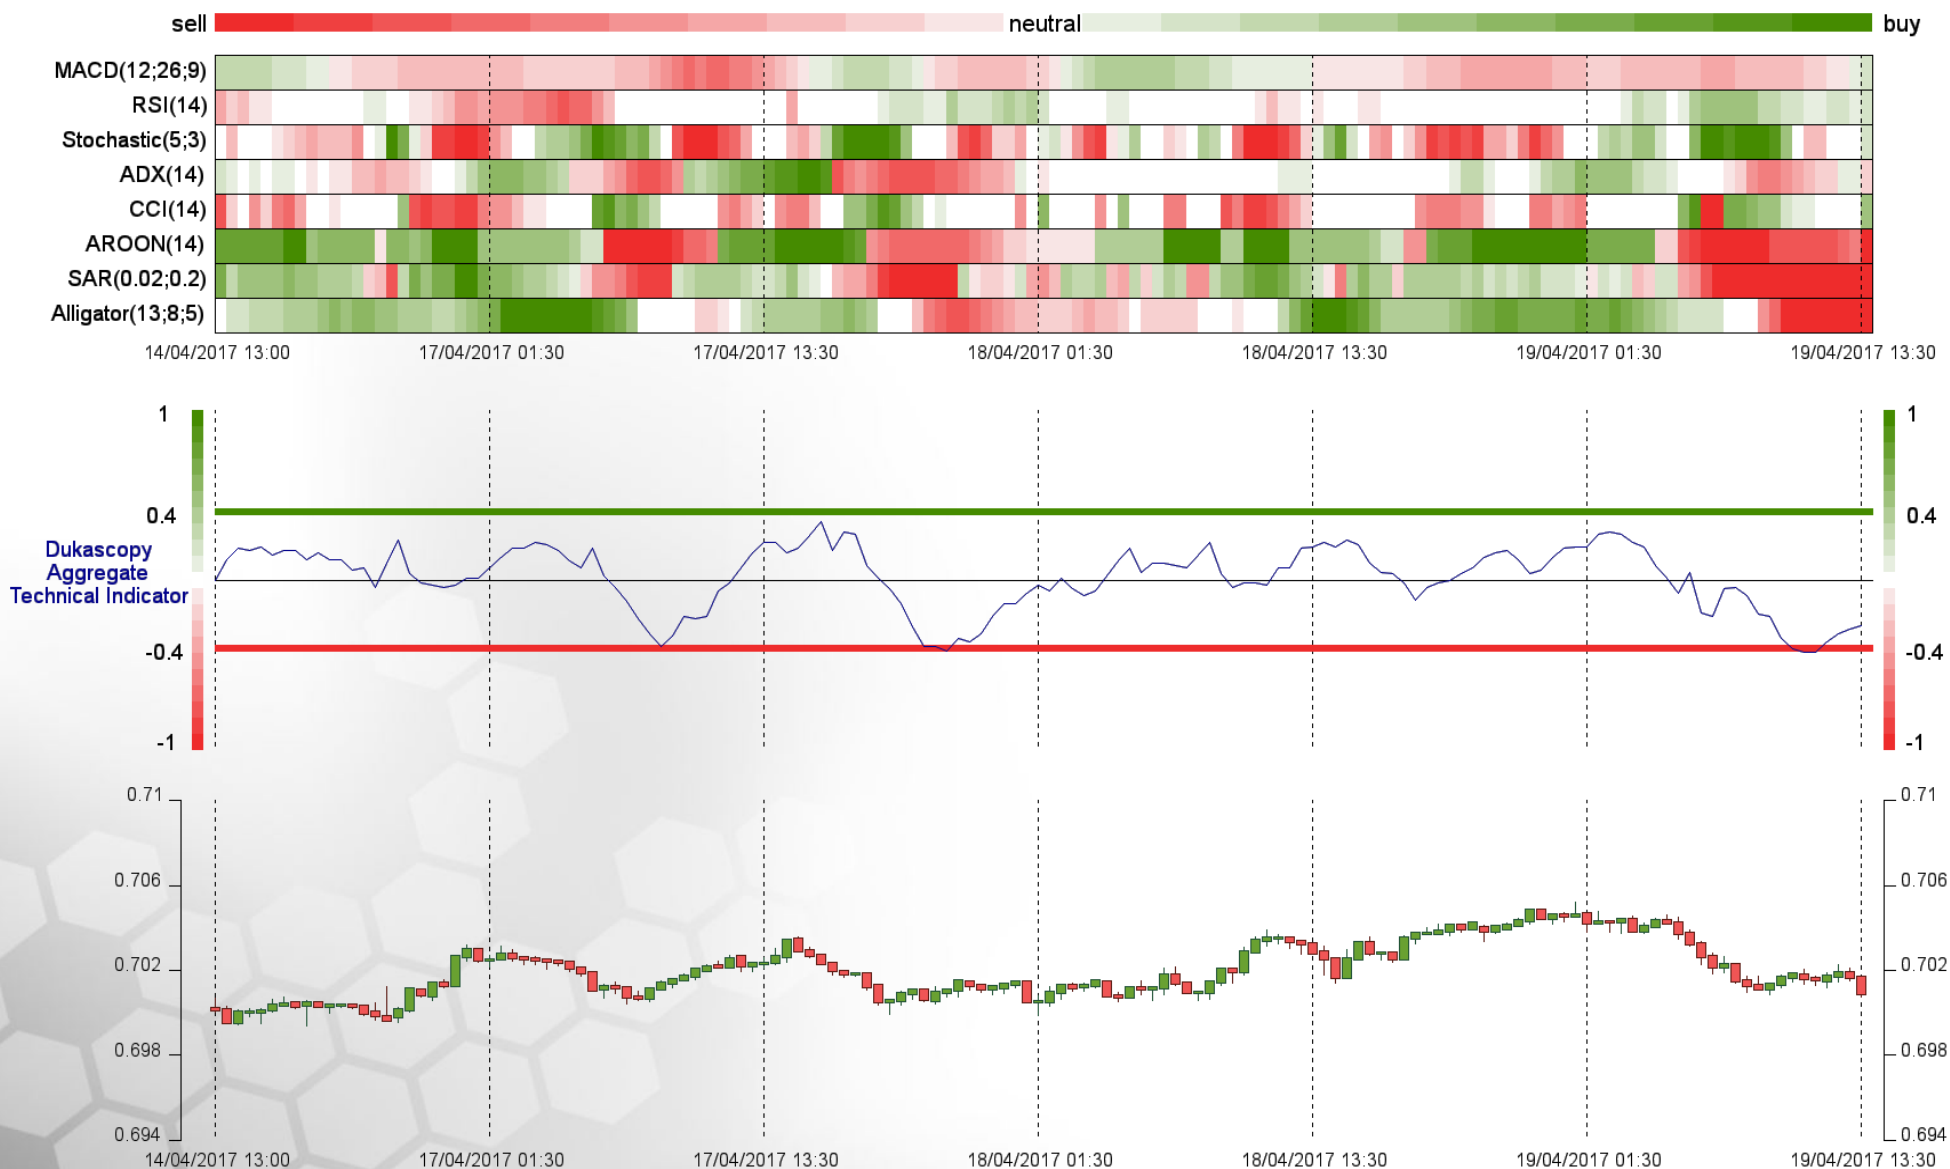 sell neutral buy
MACD(12;26;9)
RSI(14)
Stochastic(5;3)
ADX(14)
CCI(14)
AROON(14)
SAR(0.02;0.2)
Alligator(13;8;5)
14/04/2017 13:00 17/04/2017 01:30 17/04/2017 13:30 18/04/2017 01:30 18/04/2017 13:30 19/04/2017 01:30 19/04/2017 13:30
1 1
0.4 0.4
Dukascopy
Aggregate
Technical Indicator
-0.4 -0.4
-1 -1
0.71 0.71
0.706 0.706
0.702 0.702
0.698 0.698
0.694 0.694
14/04/2017 13:00 17/04/2017 01:30 17/04/2017 13:30 18/04/2017 01:30 18/04/2017 13:30 19/04/2017 01:30 19/04/2017 13:30